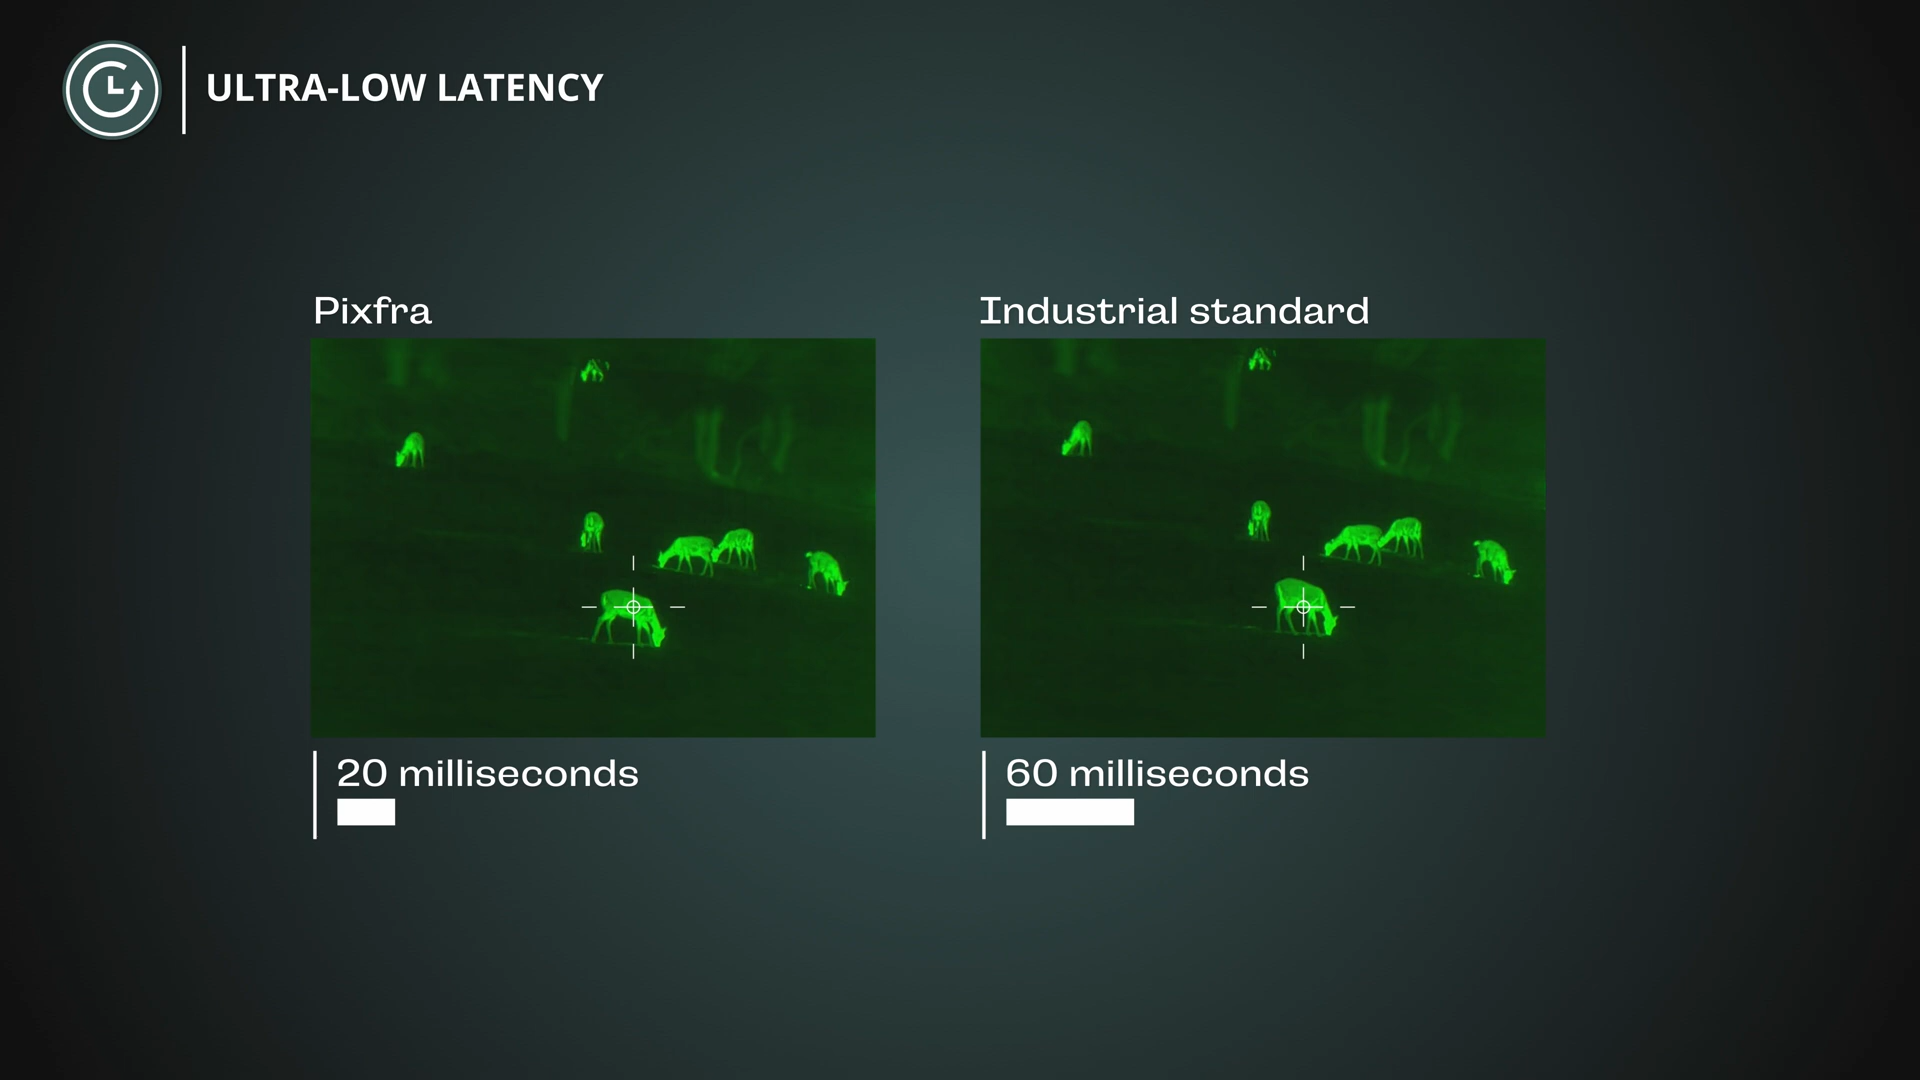 ULTRA-LOW LATENCY
Pixfra
Industrial standard
20 milliseconds
60 milliseconds